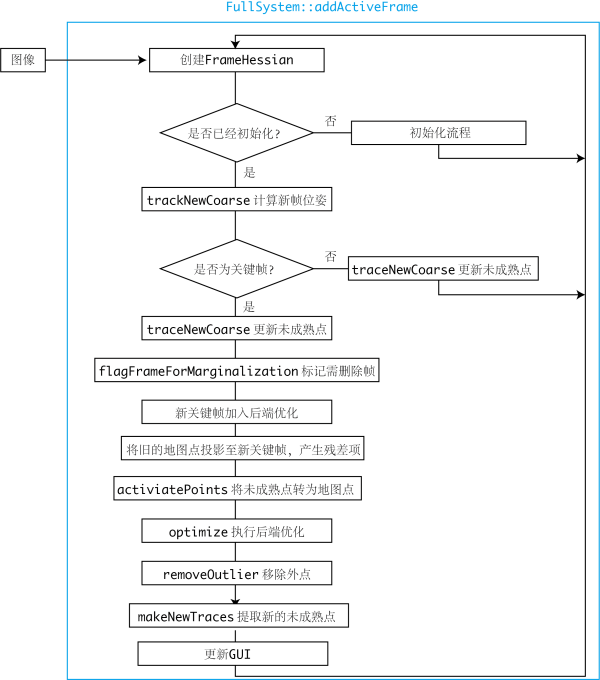 FullSystem::addActiveFrame
图像
创建FrameHessian
是否已经初始化?
否
初始化流程
是
trackNewCoarse 计算新帧位姿
是否为关键帧?
否
traceNewCoarse 更新未成熟点
是
traceNewCoarse 更新未成熟点
flagFrameForMarginalization 标记需删除帧
新关键帧加入后端优化
将旧的地图点投影至新关键帧，产生残差项
activiatePoints 将未成熟点转为地图点
optimize 执行后端优化
removeOutlier 移除外点
makeNewTraces 提取新的未成熟点
更新GUI